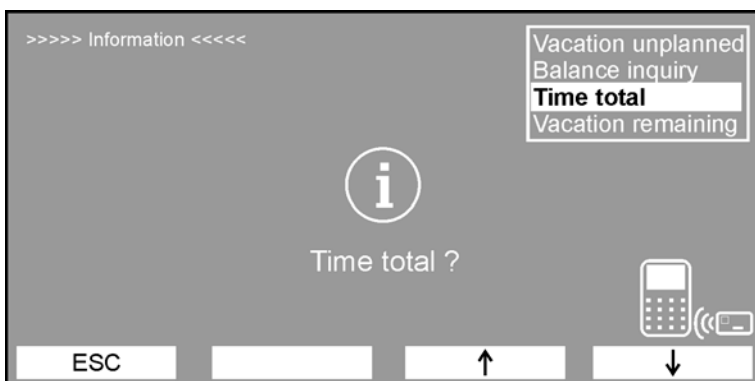 >>>>> Information <<<<<
Vacation unplanned
Balance inquiry
Time total
Vacation remaining
i
Time total ?
ESC
↑
↓